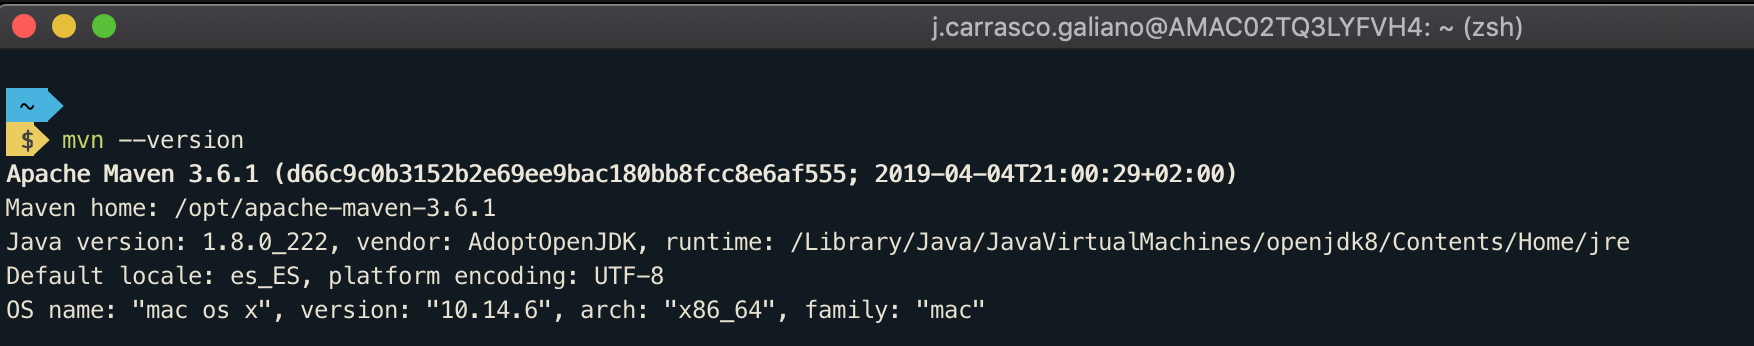 j.carrasco.galiano@AMAC02TQ3LYFVH4: ~ (zsh)
~
$ mvn --version
Apache Maven 3.6.1 (d66c9c0b3152b2e69ee9bac180bb8fcc8e6af555; 2019-04-04T21:00:29+02:00)
Maven home: /opt/apache-maven-3.6.1
Java version: 1.8.0_222, vendor: AdoptOpenJDK, runtime: /Library/Java/JavaVirtualMachines/openjdk8/Contents/Home/jre
Default locale: es_ES, platform encoding: UTF-8
OS name: "mac os x", version: "10.14.6", arch: "x86_64", family: "mac"